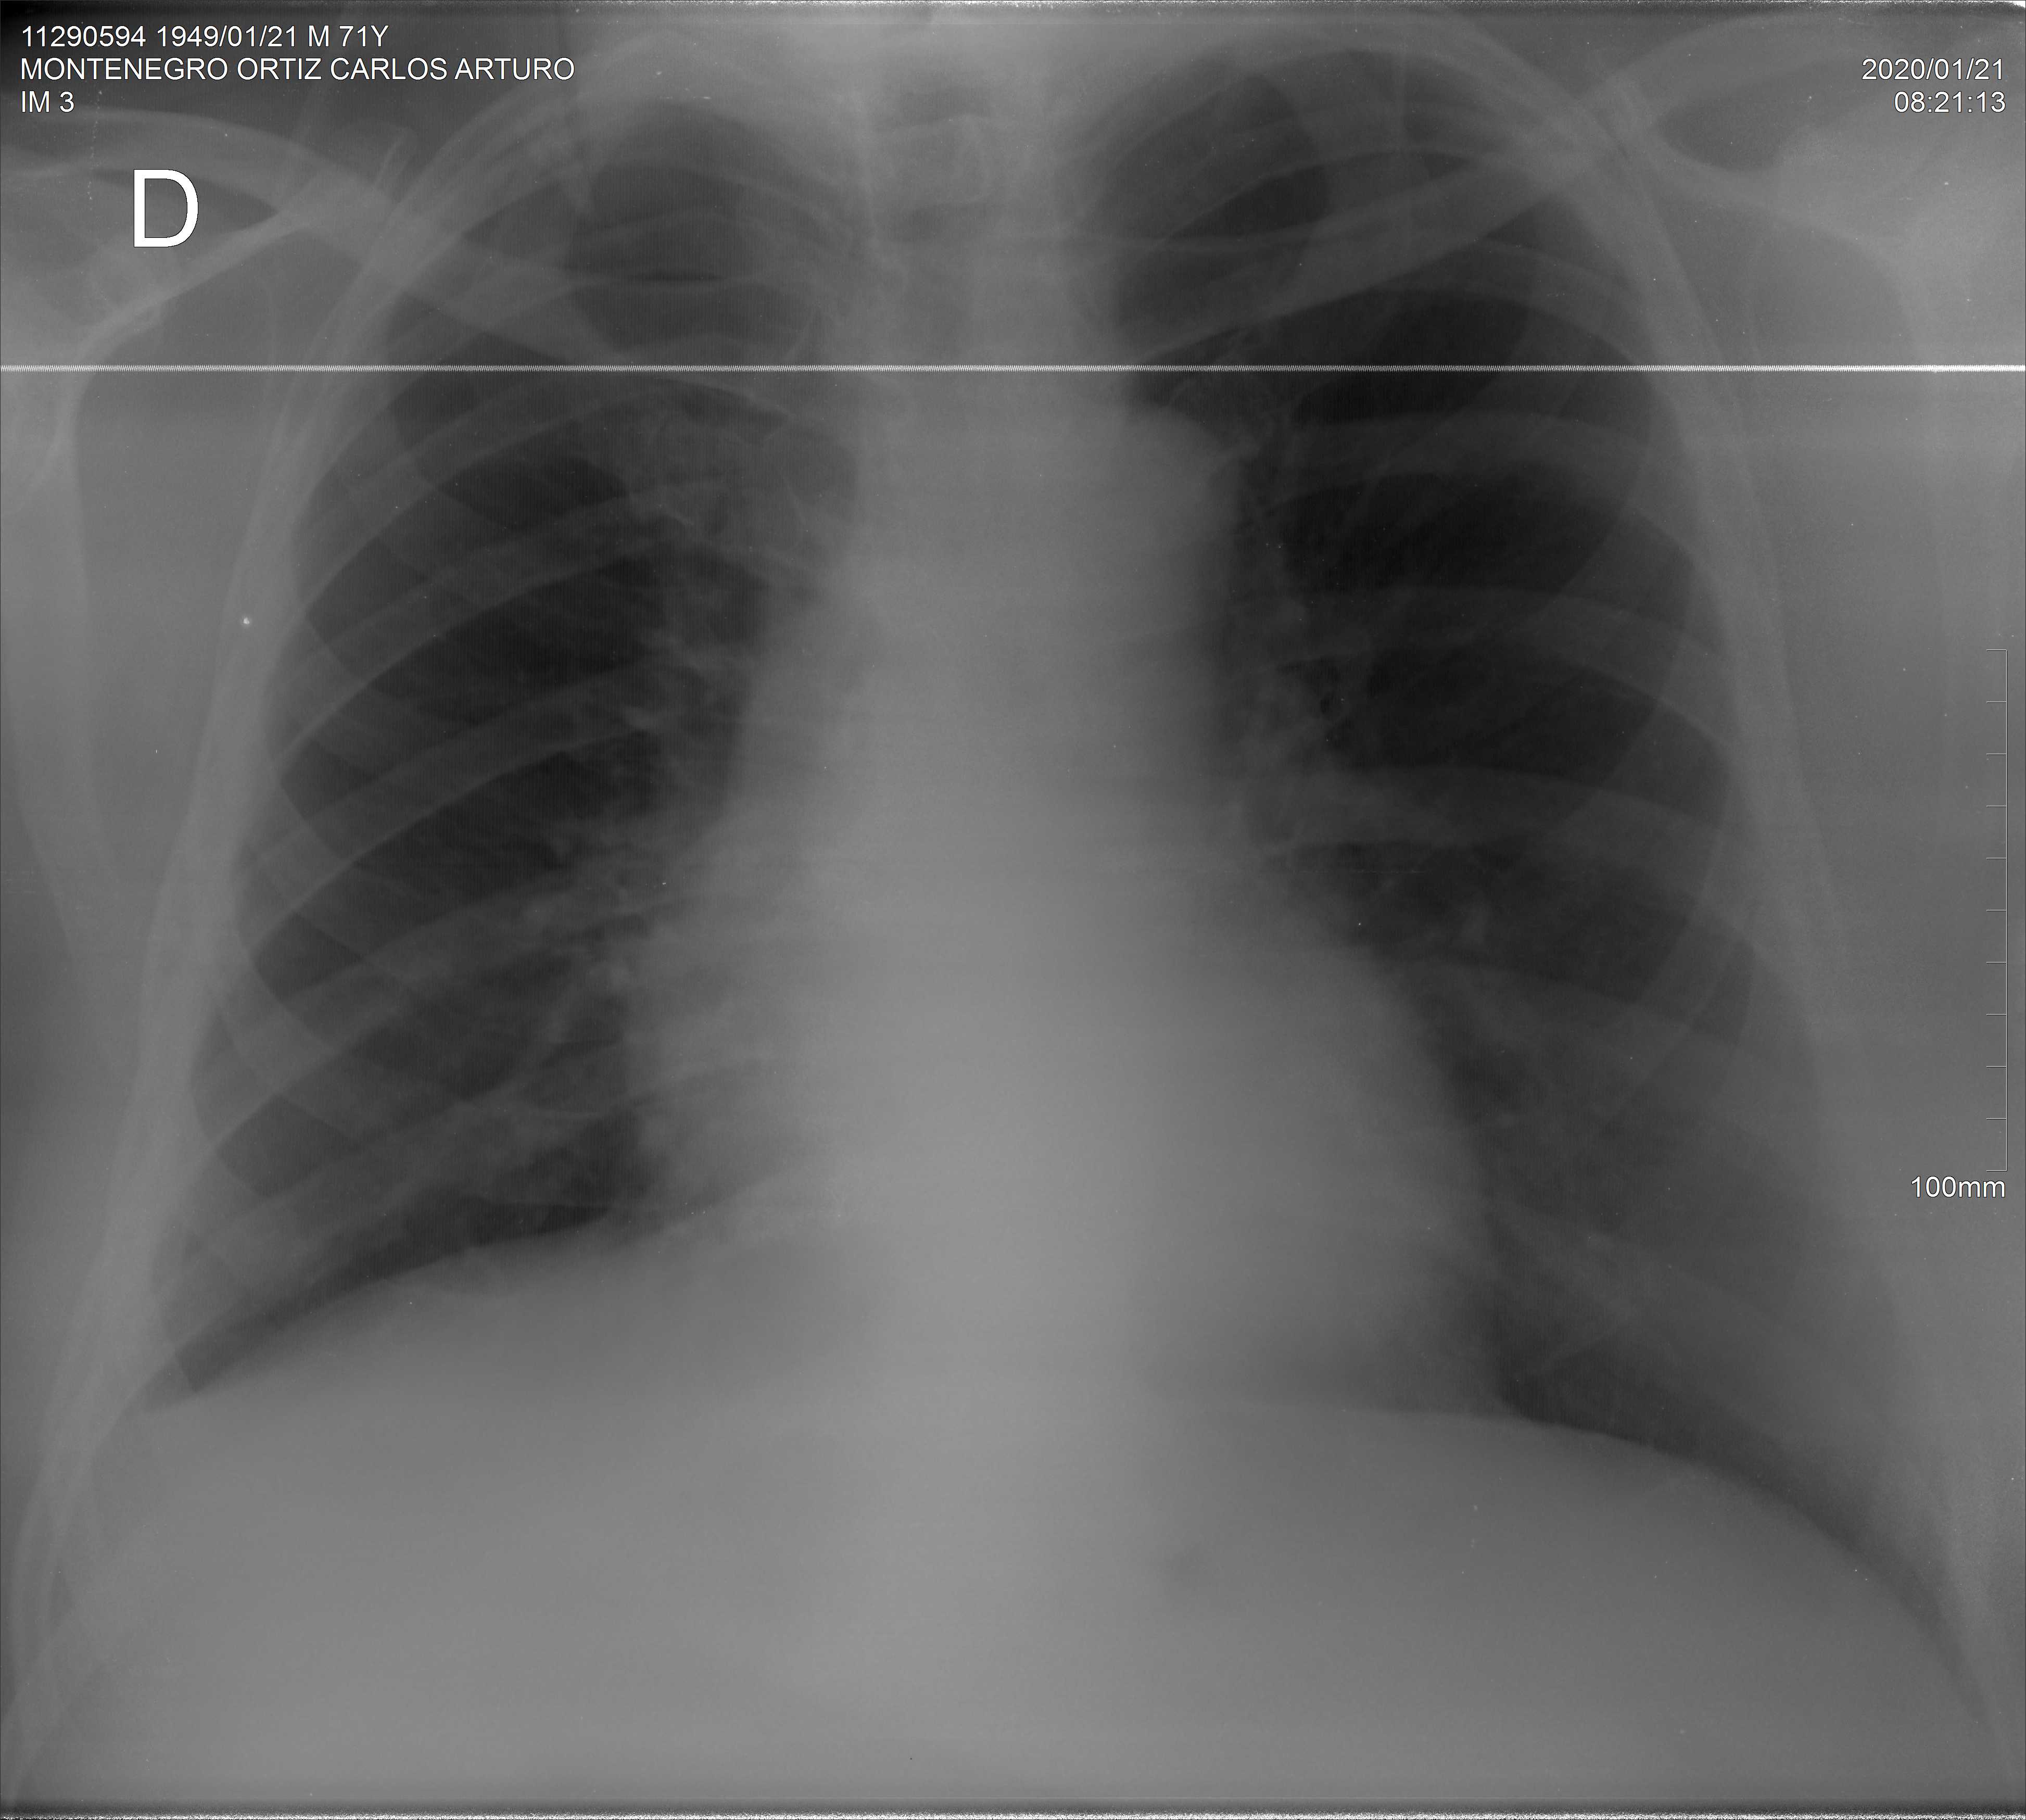 11290594 1949/01/21 M 71Y
MONTENEGRO ORTIZ CARLOS ARTURO
IM 3
2020/01/21
08:21:13
D
100mm